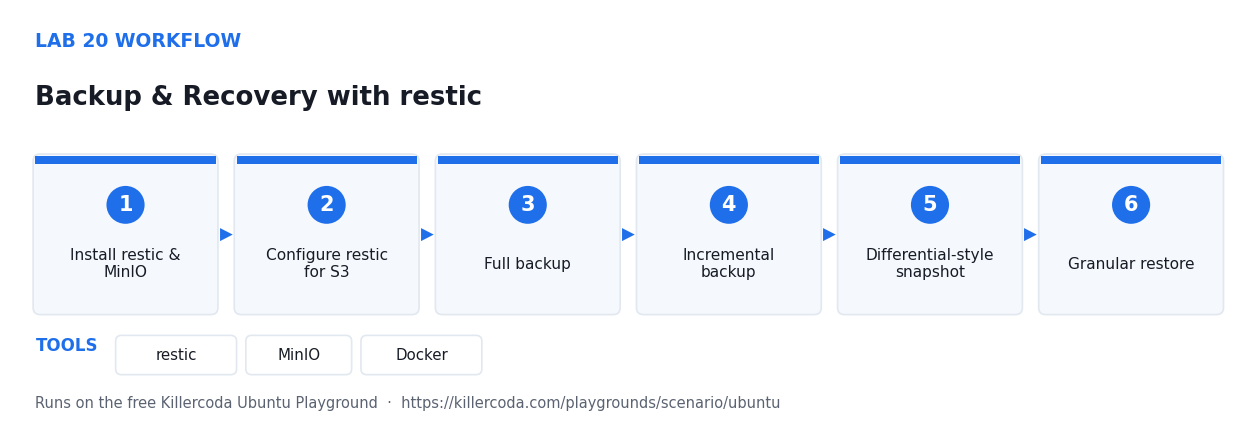 LAB 20 WORKFLOW
Backup & Recovery with restic
1
Install restic &
MinIO
2
Configure restic
for S3
3
Full backup
4
Incremental
backup
5
Differential-style
snapshot
6
Granular restore
TOOLS
restic
MinIO
Docker
Runs on the free Killercoda Ubuntu Playground · https://killercoda.com/playgrounds/scenario/ubuntu